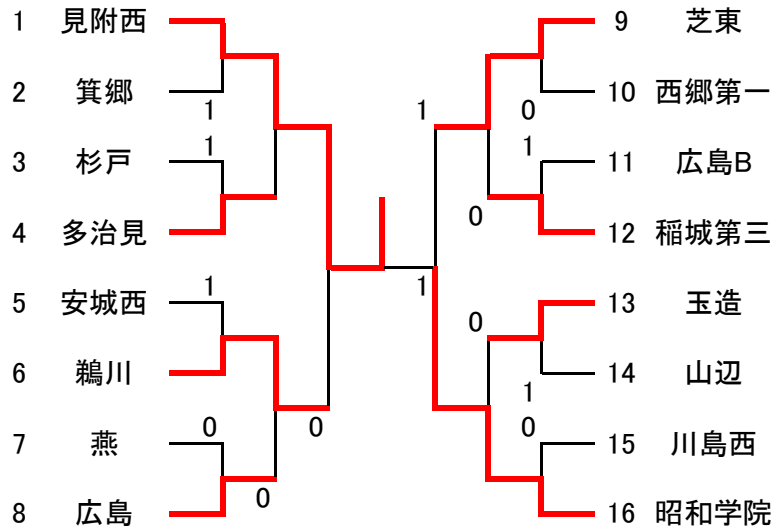 1 見附西
2 箕郷
1
3 杉戸
1
4 多治見
5 安城西
1
6 鵜川
7 燕
0
8 広島
0
0
1
1
9 芝東
10 西郷第一
0
11 広島B
1
12 稲城第三
0
13 玉造
0
14 山辺
1
15 川島西
0
16 昭和学院